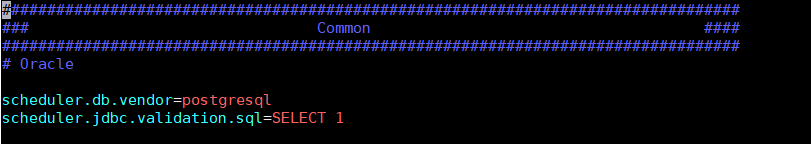 ################################################################################
###                                Common                                     ####
################################################################################
# Oracle
scheduler.db.vendor=postgresql
scheduler.jdbc.validation.sql=SELECT 1